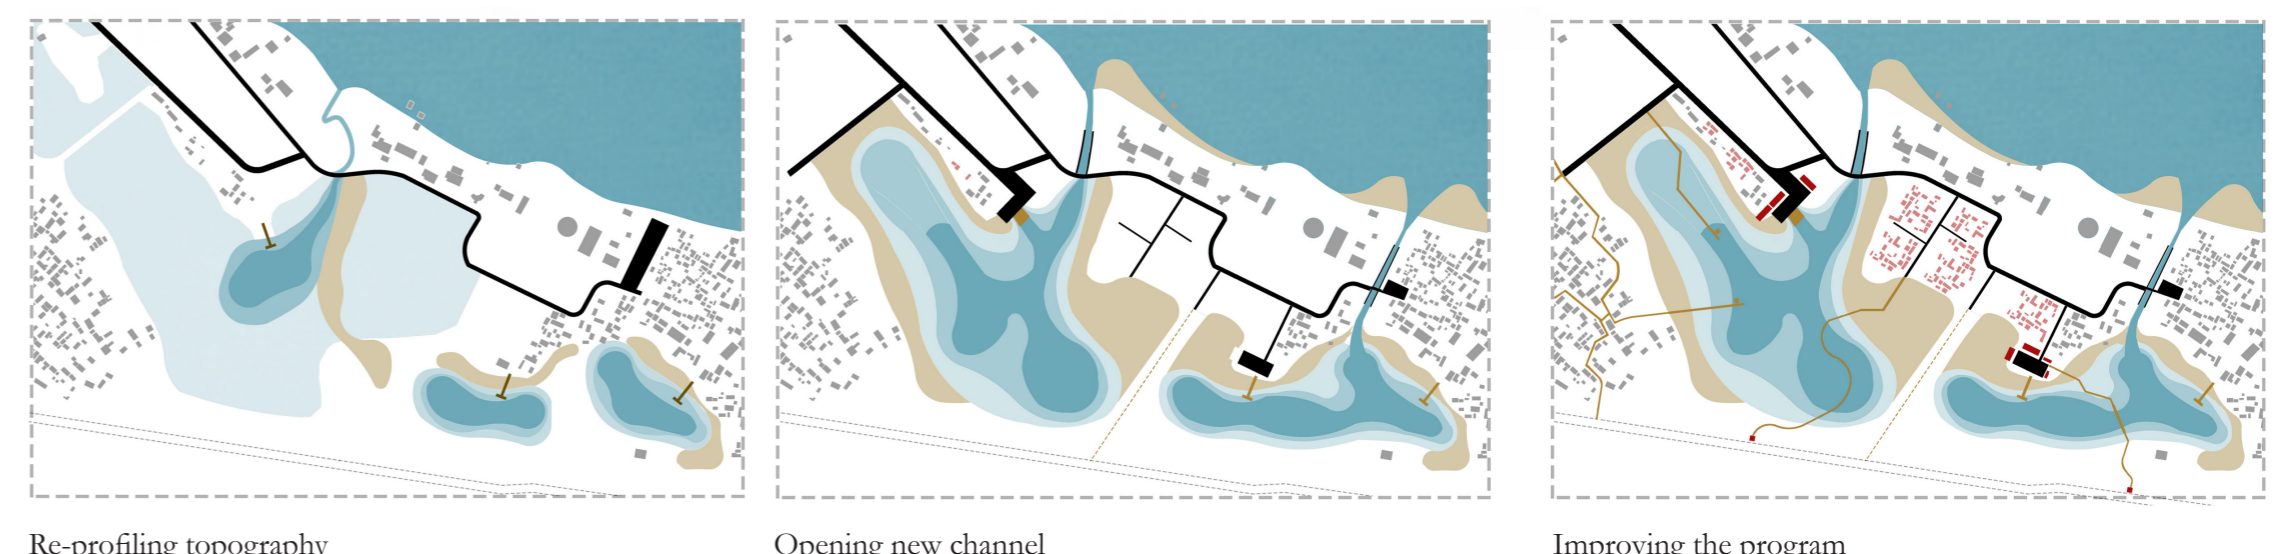 Re-profiling topography
Opening new channel
Improving the program